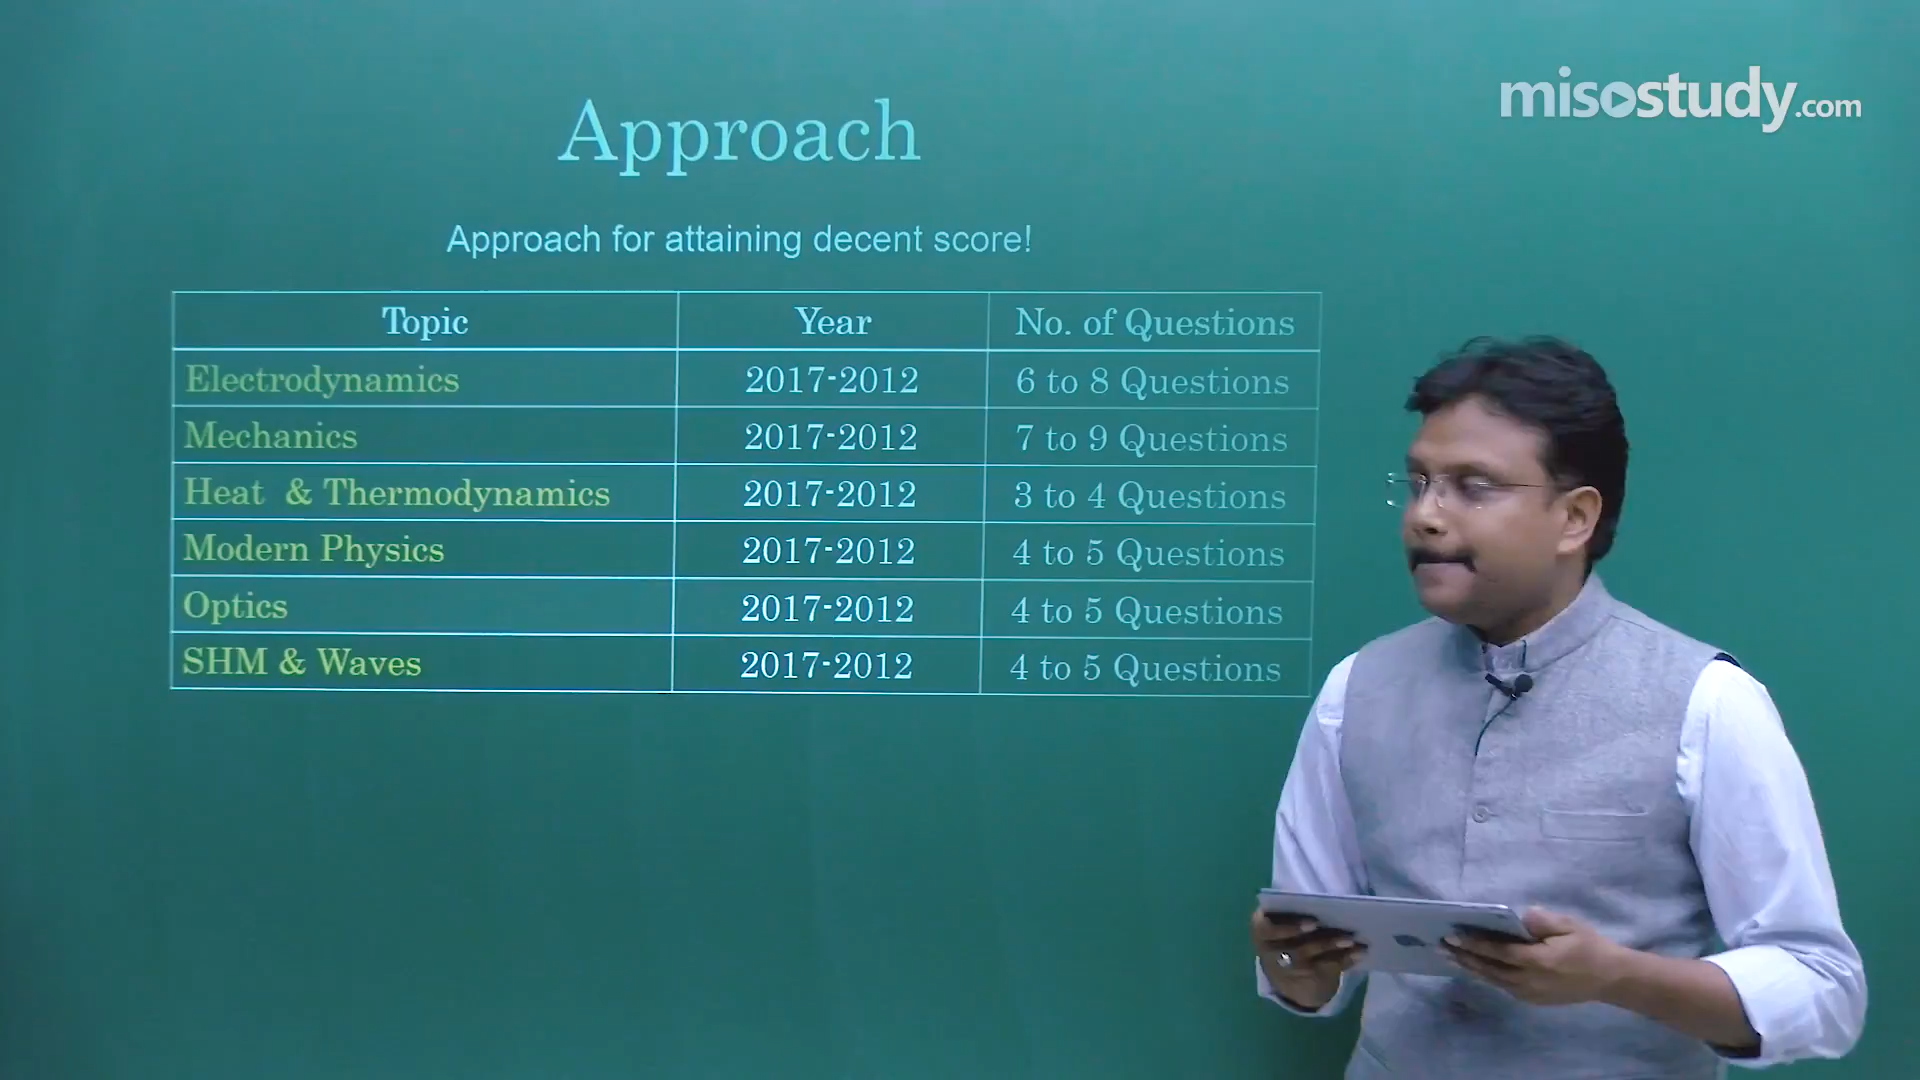 misostudy.com
Approach
Approach for attaining decent score!
Topic Year No. of Questions
Electrodynamics 2017-2012 6 to 8 Questions
Mechanics 2017-2012 7 to 9 Questions
Heat & Thermodynamics 2017-2012 3 to 4 Questions
Modern Physics 2017-2012 4 to 5 Questions
Optics 2017-2012 4 to 5 Questions
SHM & Waves 2017-2012 4 to 5 Questions